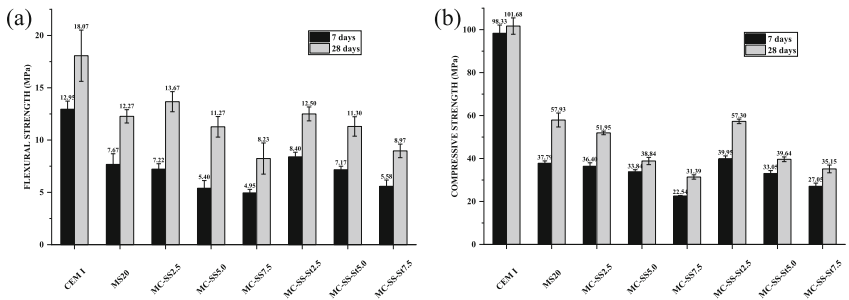 (a)
FLEXURAL STRENGTH (MPa)
20
15
10
5
0
7 days
28 days
12.95
18.07
7.67
12.27
7.22
13.67
5.40
11.27
4.95
8.23
8.40
12.50
7.17
11.30
5.58
8.97
CEM I
MS20
MC-SS2.5
MC-SS5.0
MC-SS7.5
MC-SS-St2.5
MC-SS-St5.0
MC-SS-St7.5
(b)
COMPRESSIVE STRENGTH (MPa)
100
80
60
40
20
0
7 days
28 days
98.33
101.68
37.79
57.93
36.40
51.95
33.84
38.84
22.54
31.39
39.95
57.30
33.05
39.64
27.05
35.15
CEM I
MS20
MC-SS2.5
MC-SS5.0
MC-SS7.5
MC-SS-St2.5
MC-SS-St5.0
MC-SS-St7.5